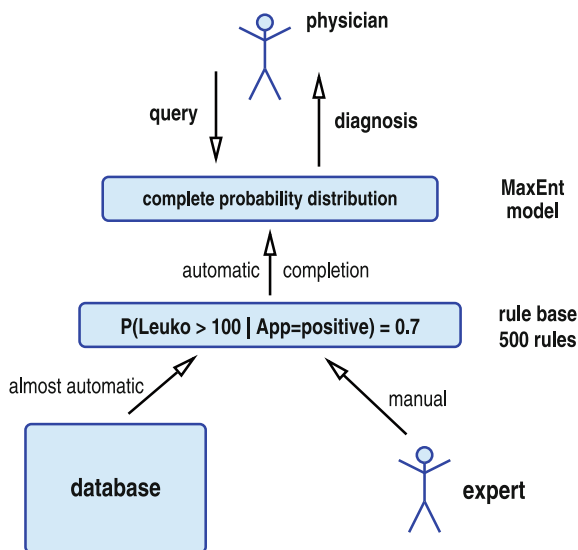 physician
query
diagnosis
complete probability distribution
MaxEnt
model
automatic completion
P(Leuko > 100 | App=positive) = 0.7
rule base
500 rules
almost automatic
manual
database
expert